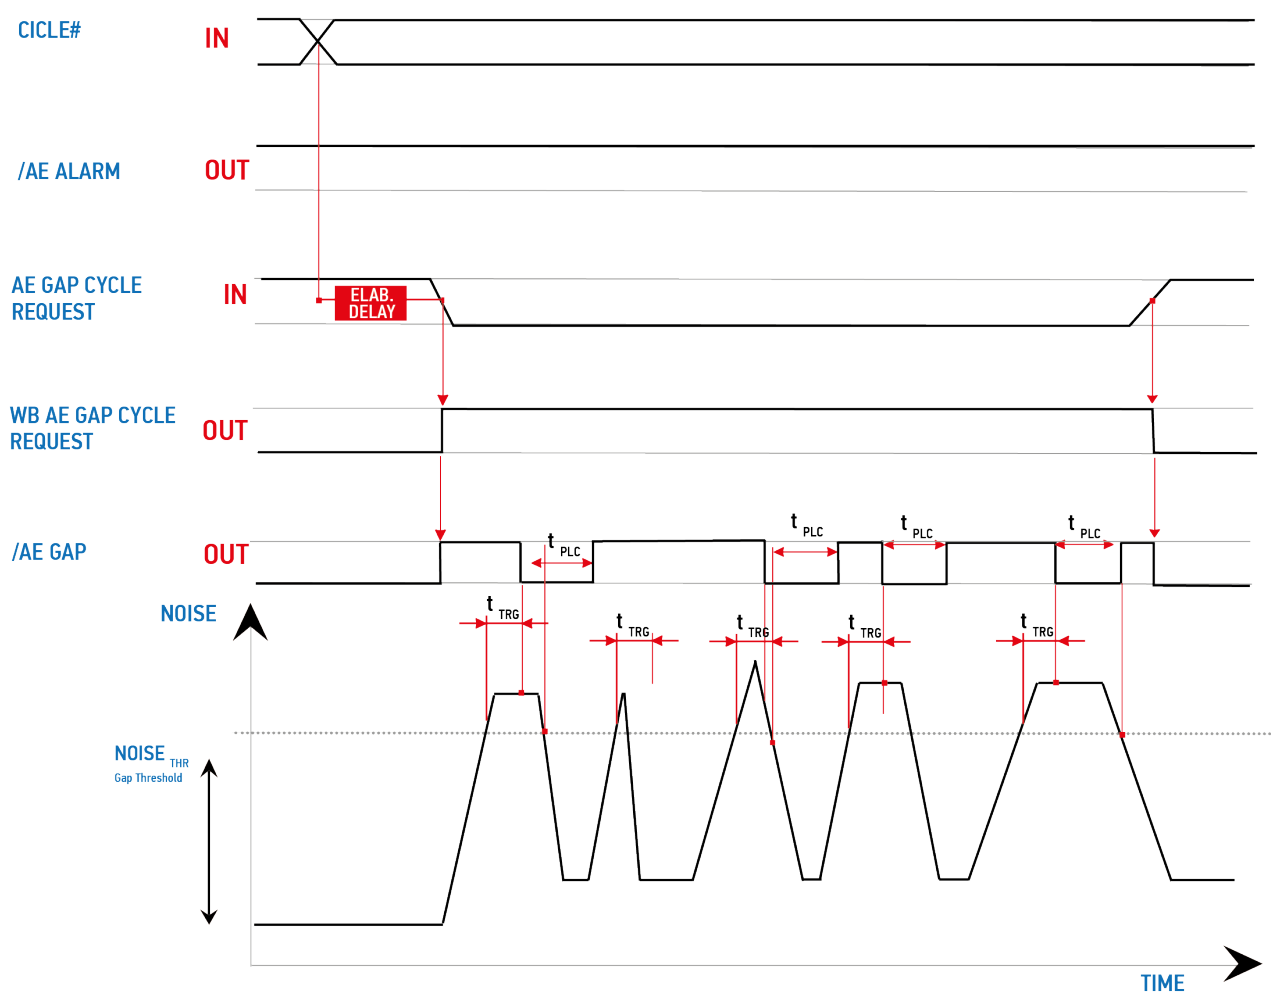 CICLE#
IN
/AE ALARM
OUT
AE GAP CYCLE
REQUEST
IN
ELAB.
DELAY
WB AE GAP CYCLE
REQUEST
OUT
/AE GAP
OUT
t PLC
t PLC
t PLC
t PLC
NOISE
t TRG
t TRG
t TRG
t TRG
t TRG
NOISE THR
Gap Threshold
TIME